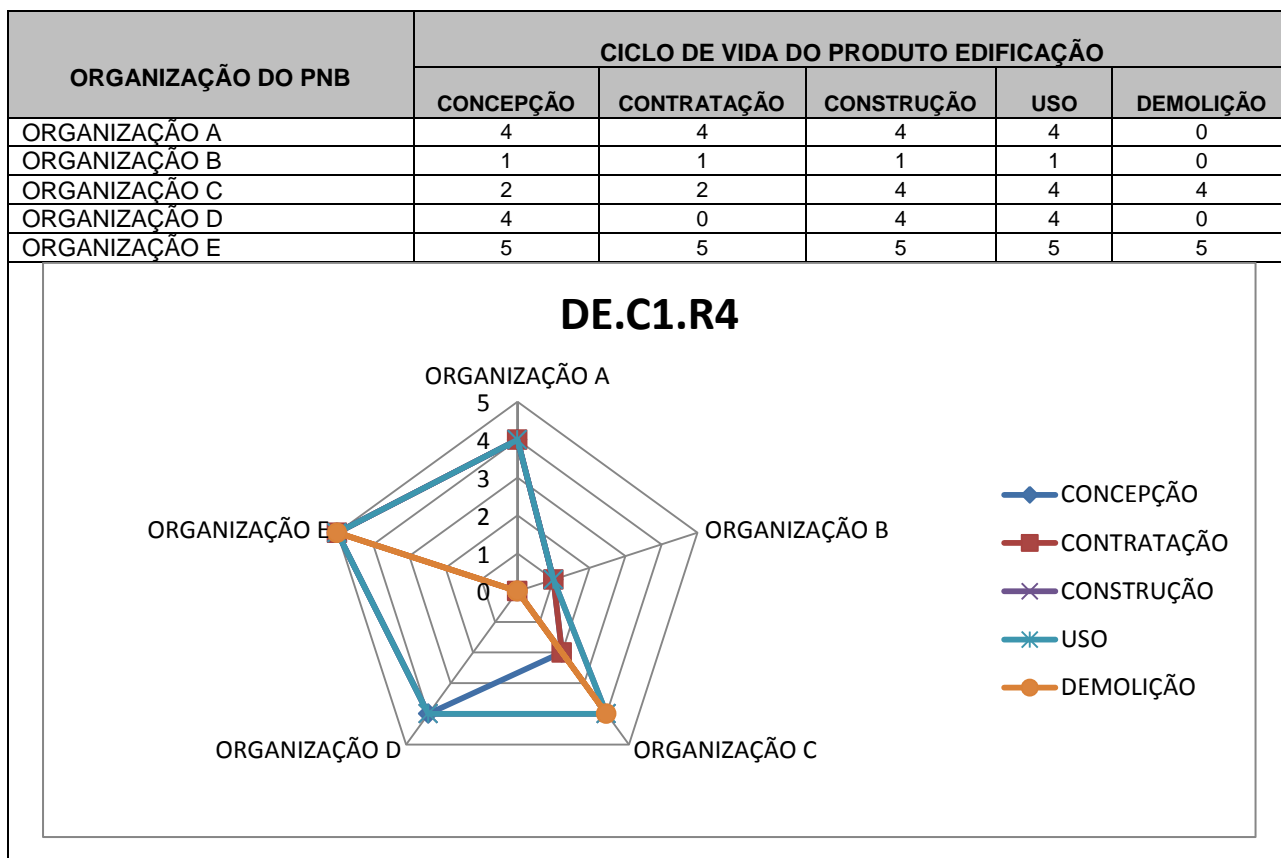 ORGANIZAÇÃO DO PNB
CICLO DE VIDA DO PRODUTO EDIFICAÇÃO
CONCEPÇÃO CONTRATAÇÃO CONSTRUÇÃO USO DEMOLIÇÃO
ORGANIZAÇÃO A 4 4 4 4 0
ORGANIZAÇÃO B 1 1 1 1 0
ORGANIZAÇÃO C 2 2 4 4 4
ORGANIZAÇÃO D 4 0 4 4 0
ORGANIZAÇÃO E 5 5 5 5 5
DE.C1.R4
ORGANIZAÇÃO A
5
4
3
2
1
0
ORGANIZAÇÃO B
ORGANIZAÇÃO C
ORGANIZAÇÃO D
ORGANIZAÇÃO E
CONCEPÇÃO
CONTRATAÇÃO
CONSTRUÇÃO
USO
DEMOLIÇÃO